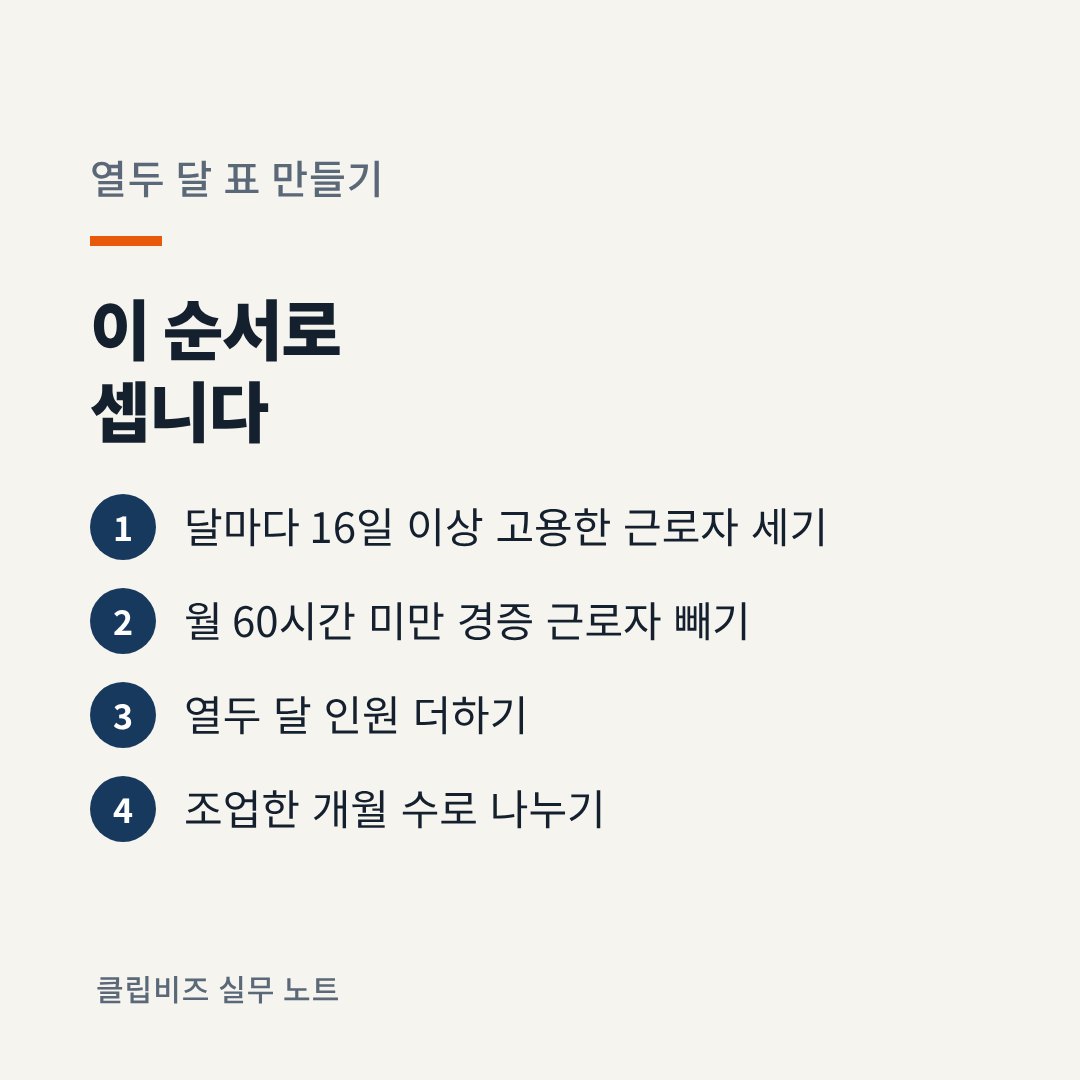 열두 달 표 만들기
이 순서로
셉니다
1 달마다 16일 이상 고용한 근로자 세기
2 월 60시간 미만 경증 근로자 빼기
3 열두 달 인원 더하기
4 조업한 개월 수로 나누기
클립비즈 실무 노트